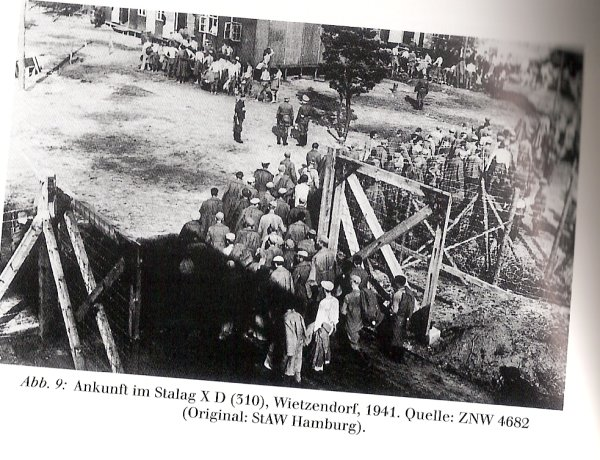 Abb. 9: Ankunft im Stalag X D (310), Wietzendorf, 1941. Quelle: ZNW 4682
(Original: StAW Hamburg).